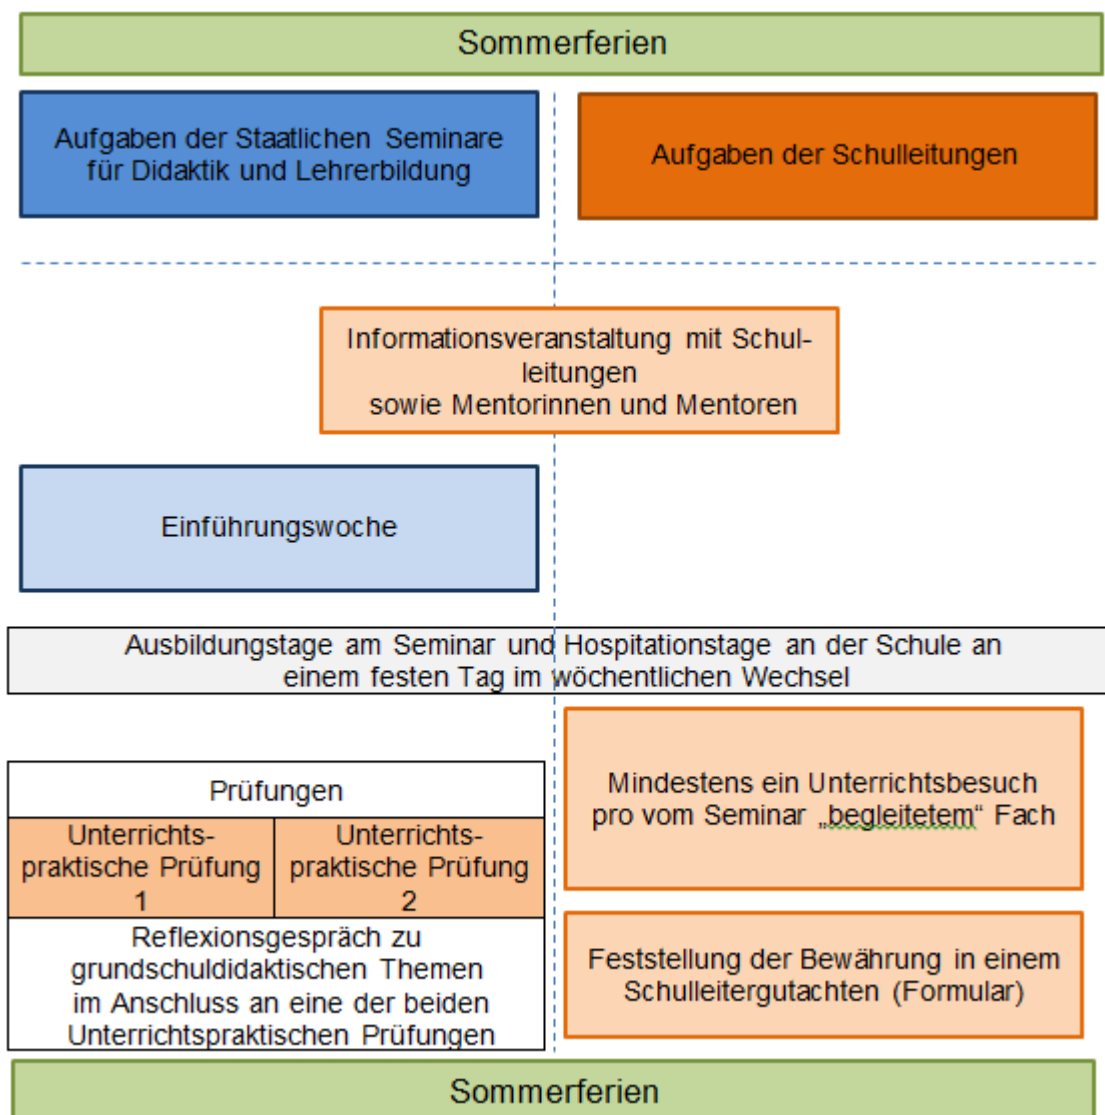 Sommerferien
Aufgaben der Staatlichen Seminare
für Didaktik und Lehrerbildung
Aufgaben der Schulleitungen
Informationsveranstaltung mit Schul-
leitungen
sowie Mentorinnen und Mentoren
Einführungswoche
Ausbildungstage am Seminar und Hospitationstage an der Schule an
einem festen Tag im wöchentlichen Wechsel
Prüfungen
Unterrichts-
praktische Prüfung
1
Unterrichts-
praktische Prüfung
2
Reflexionsgespräch zu
grundschuldidaktischen Themen
im Anschluss an eine der beiden
Unterrichtspraktischen Prüfungen
Mindestens ein Unterrichtsbesuch
pro vom Seminar „begleitetem“ Fach
Feststellung der Bewährung in einem
Schulleitergutachten (Formular)
Sommerferien